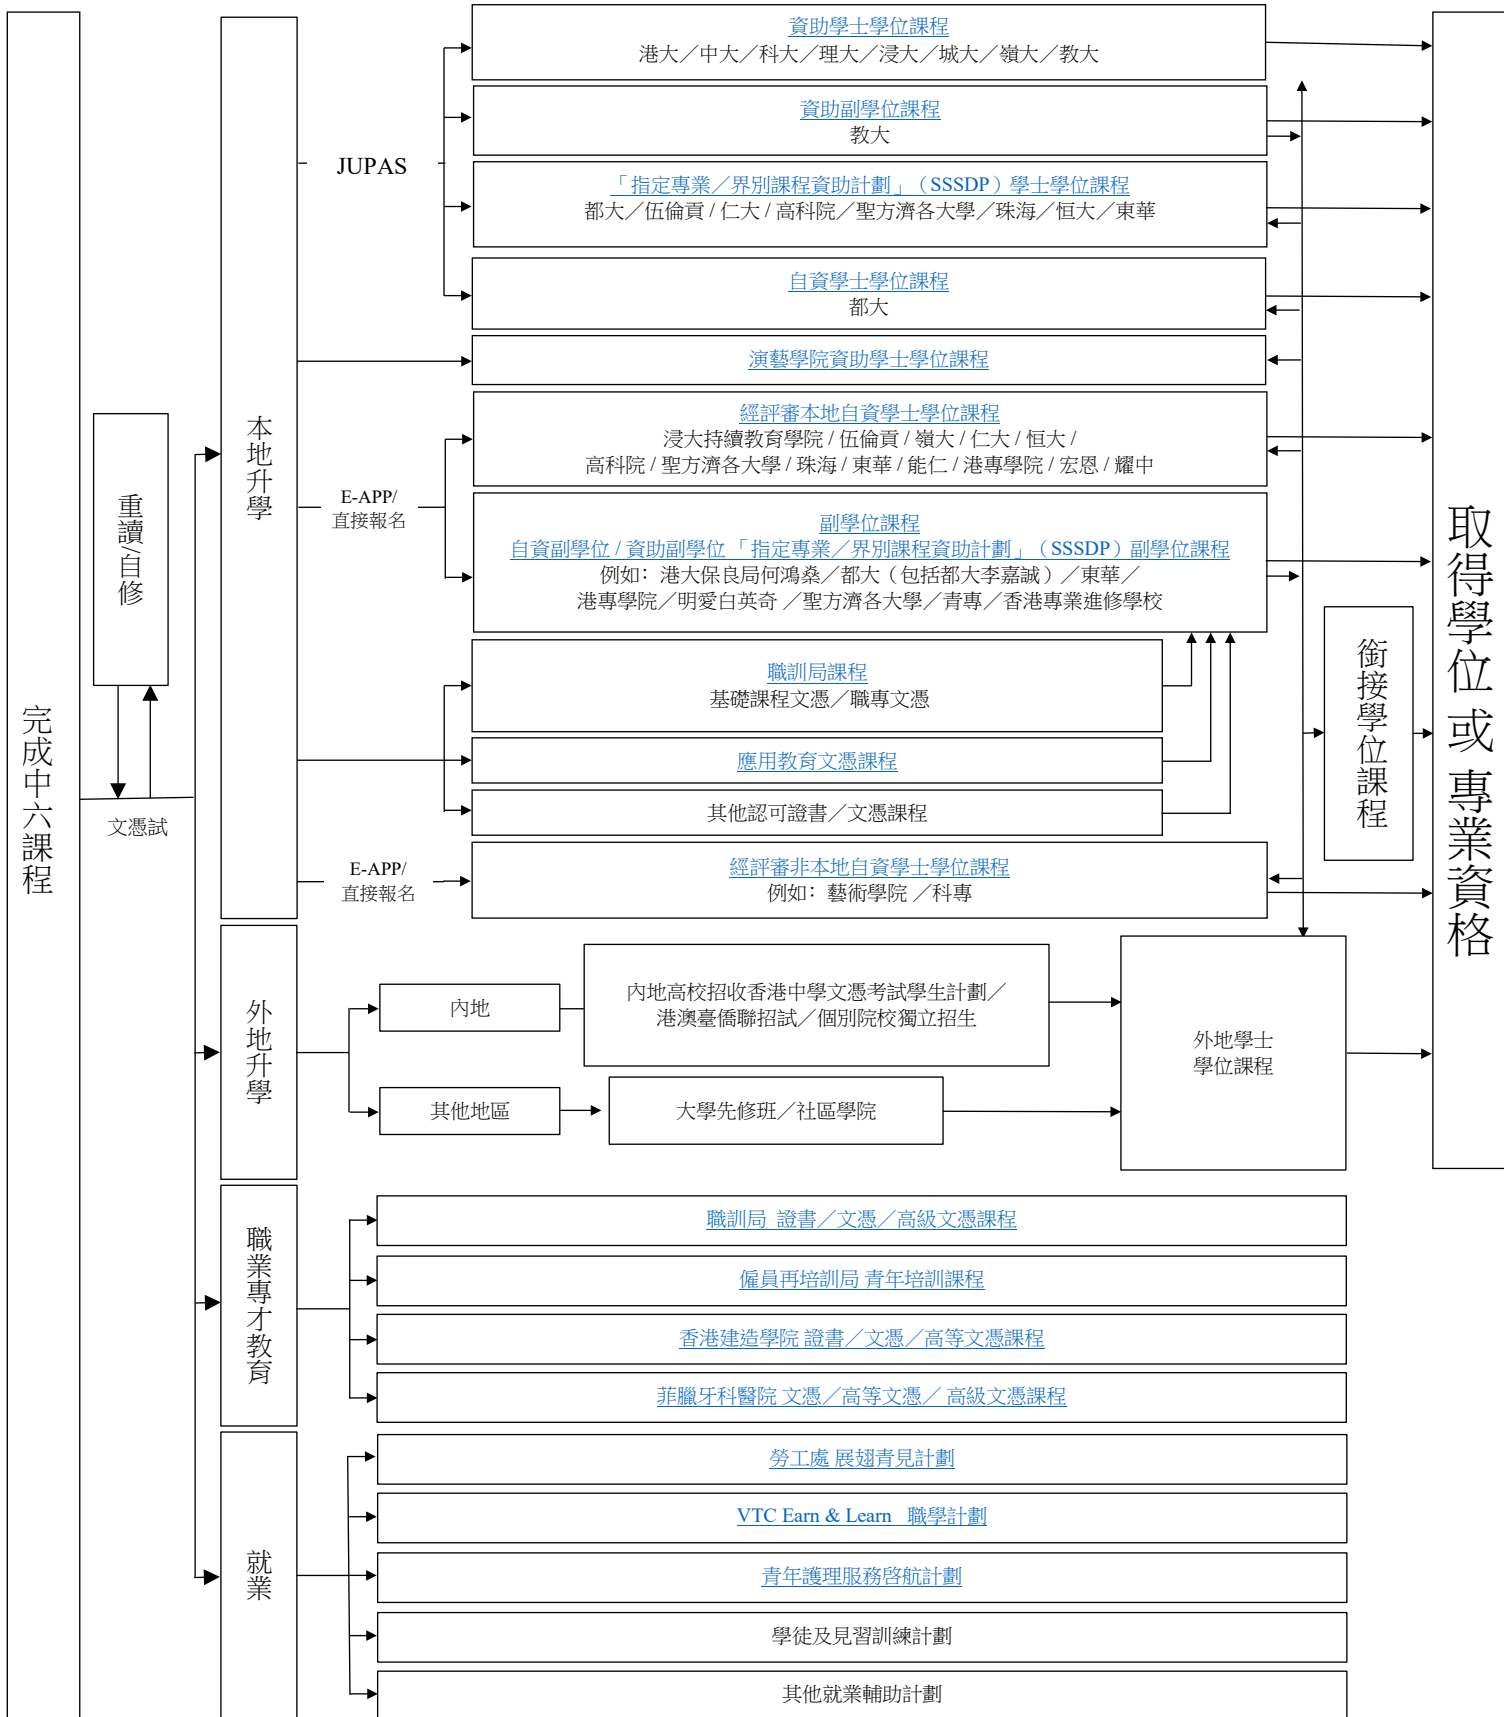 完成中六課程
重讀/自修
文憑試
本地升學
JUPAS
資助學士學位課程
港大／中大／科大／理大／浸大／城大／嶺大／教大
資助副學位課程
教大
「指定專業／界別課程資助計劃」（SSSDP）學士學位課程
都大／伍倫貢 / 仁大 / 高科院／聖方濟各大學／珠海／恒大／東華
自資學士學位課程
都大
演藝學院資助學士學位課程
E-APP/
直接報名
經評審本地自資學士學位課程
浸大持續教育學院 / 伍倫貢 / 嶺大 / 仁大 / 恒大 /
高科院 / 聖方濟各大學 / 珠海 / 東華 / 能仁 / 港專學院 / 宏恩 / 耀中
副學位課程
自資副學位 / 資助副學位 「指定專業／界別課程資助計劃」（SSSDP）副學位課程
例如：港大保良局何鴻燊／都大（包括都大李嘉誠）／東華／
港專學院／明愛白英奇 ／聖方濟各大學／青專／香港專業進修學校
職訓局課程
基礎課程文憑／職專文憑
應用教育文憑課程
其他認可證書／文憑課程
E-APP/
直接報名
經評審非本地自資學士學位課程
例如：藝術學院 ／科專
銜接學位課程
取得學位 或 專業資格
外地升學
內地
內地高校招收香港中學文憑考試學生計劃／
港澳臺僑聯招試／個別院校獨立招生
其他地區
大學先修班／社區學院
外地學士
學位課程
職業專才教育
職訓局 證書／文憑／高級文憑課程
僱員再培訓局 青年培訓課程
香港建造學院 證書／文憑／高等文憑課程
菲臘牙科醫院 文憑／高等文憑／ 高級文憑課程
就業
勞工處 展翅青見計劃
VTC Earn & Learn 職學計劃
青年護理服務啓航計劃
學徒及見習訓練計劃
其他就業輔助計劃